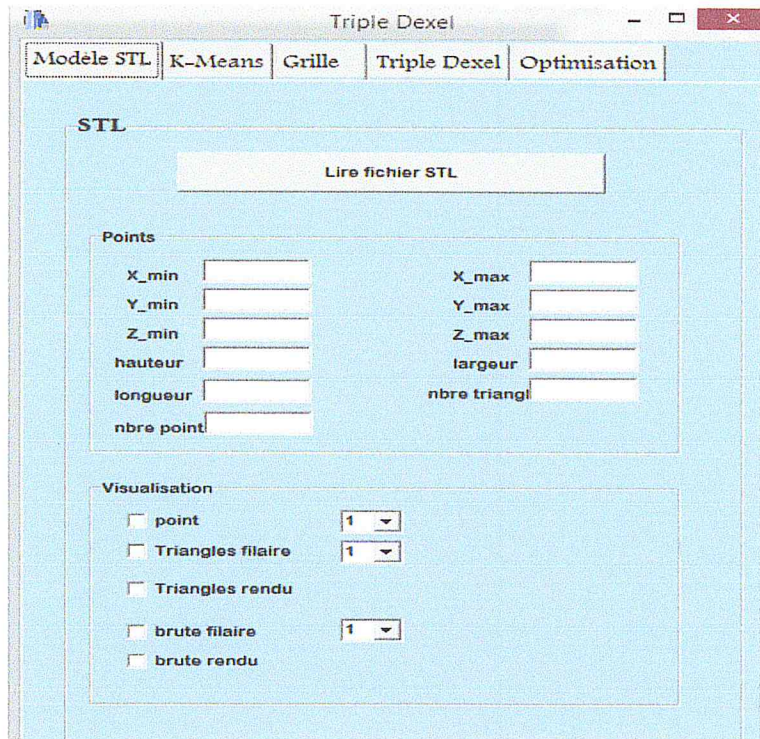 Triple Dexel
Modèle STL K-Means Grille Triple Dexel Optimisation
STL
Lire fichier STL
Points
X_min X_max
Y_min Y_max
Z_min Z_max
hauteur largeur
longueur nbre triangl
nbre point
Visualisation
point 1
Triangles filaire 1
Triangles rendu
brute filaire 1
brute rendu